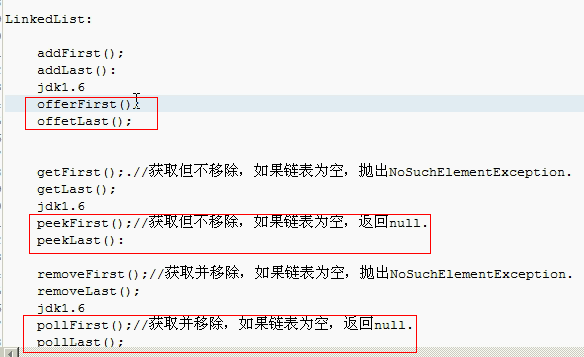 LinkedList:
addFirst();
addLast():
jdk1.6
offerFirst()
offetLast();
getFirst();.//获取但不移除，如果链表为空，抛出NoSuchElementException.
getLast();
jdk1.6
peekFirst();//获取但不移除，如果链表为空，返回null.
peekLast():
removeFirst();//获取并移除，如果链表为空，抛出NoSuchElementException.
removeLast();
jdk1.6
pollFirst();//获取并移除，如果链表为空，返回null.
pollLast();